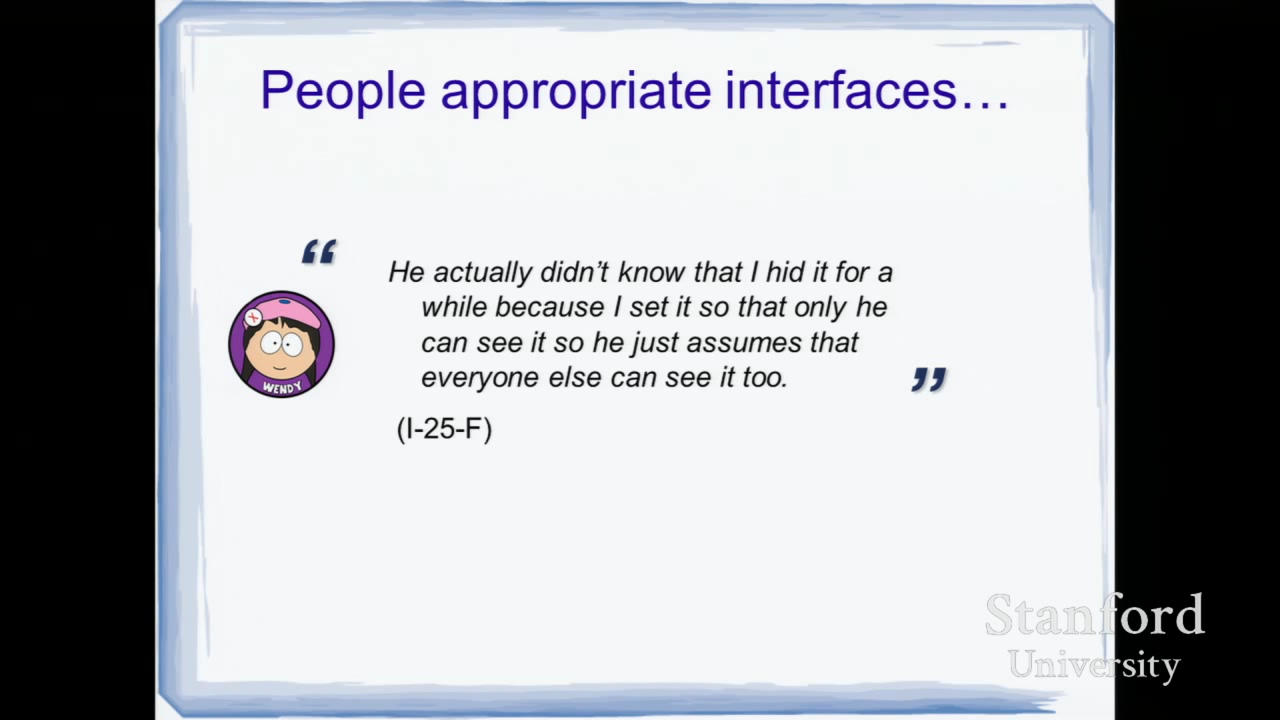 People appropriate interfaces…
“
He actually didn’t know that I hid it for a
while because I set it so that only he
can see it so he just assumes that
everyone else can see it too.
”
WENDY
(I-25-F)
Stanford
University